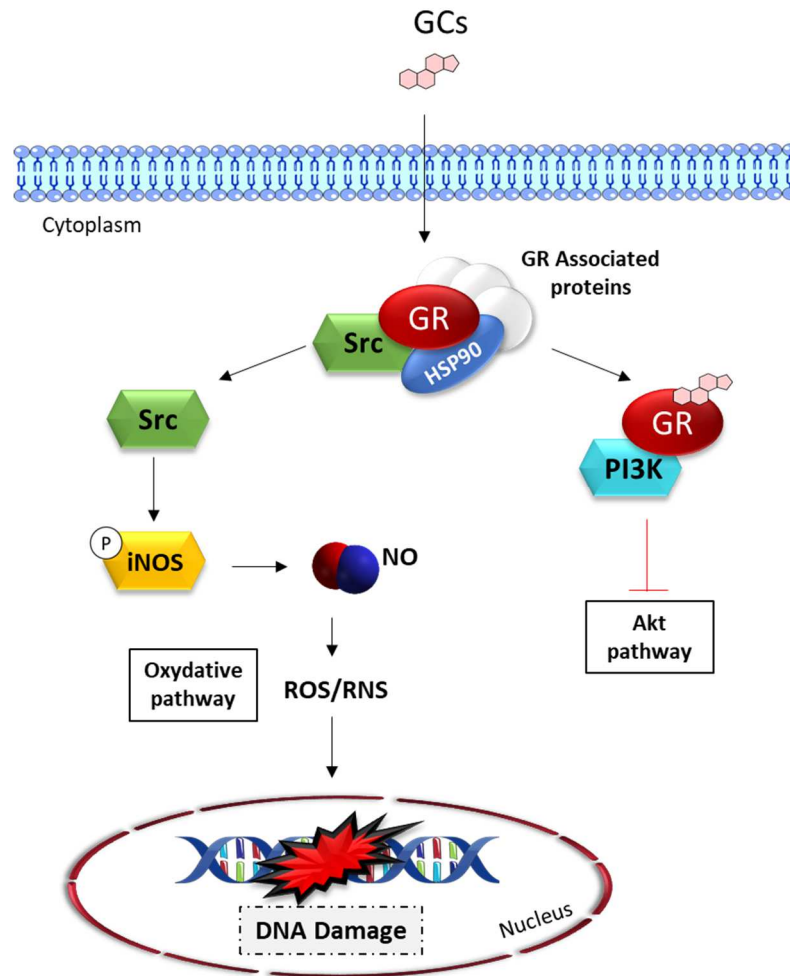 GCs
Cytoplasm
GR Associated
proteins
GR
Src
HSP90
Src
GR
PI3K
P
iNOS
NO
Akt
pathway
Oxydative
pathway
ROS/RNS
DNA Damage
Nucleus